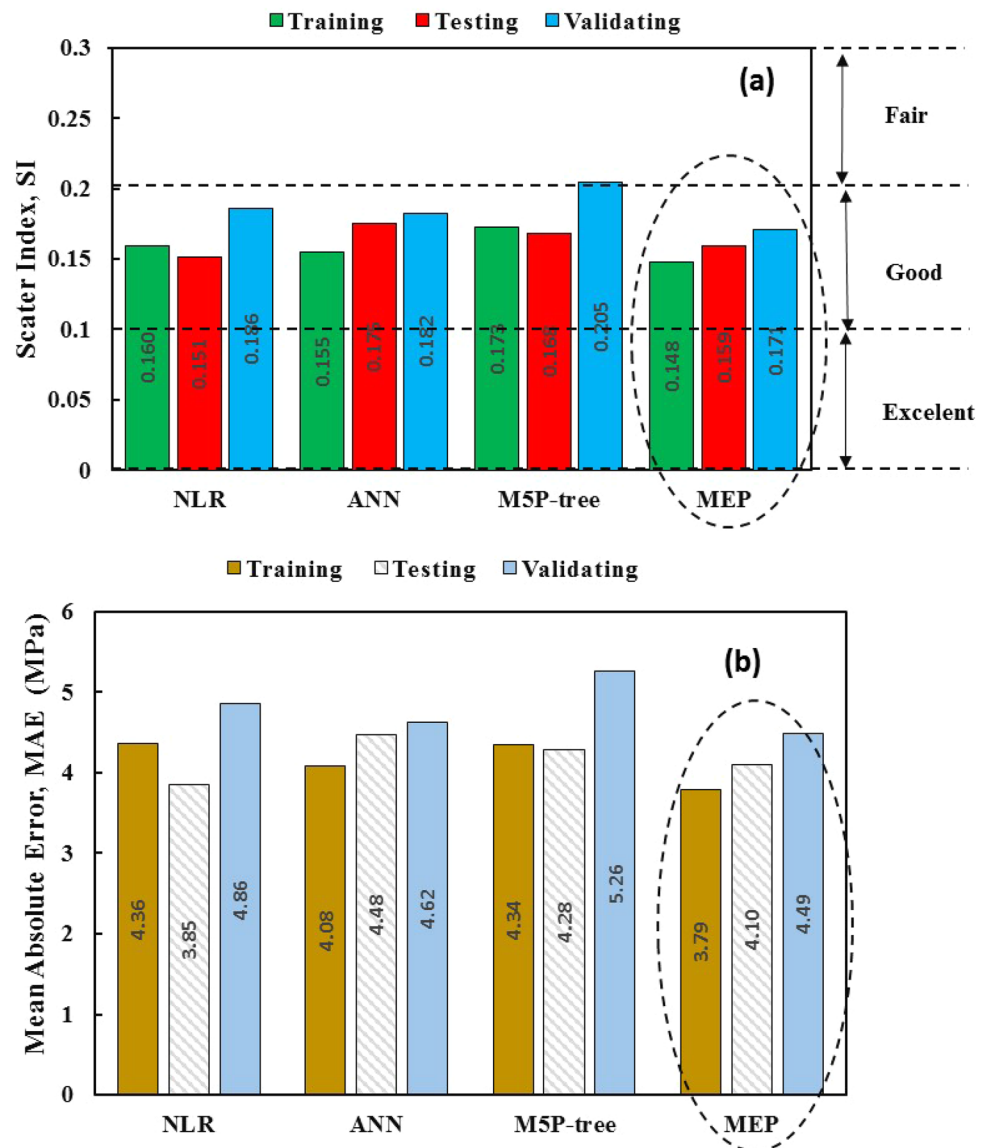 Training Testing Validating
(a)
Scater Index, SI
0.3
0.25
0.2
0.15
0.1
0.05
0
Fair
Good
Excelent
0.160 0.151 0.186
0.155 0.175 0.182
0.173 0.168 0.205
0.148 0.159 0.171
NLR ANN M5P-tree MEP
Training Testing Validating
(b)
Mean Absolute Error, MAE (MPa)
6
5
4
3
2
1
0
4.36 3.85 4.86
4.08 4.48 4.62
4.34 4.28 5.26
3.79 4.10 4.49
NLR ANN M5P-tree MEP